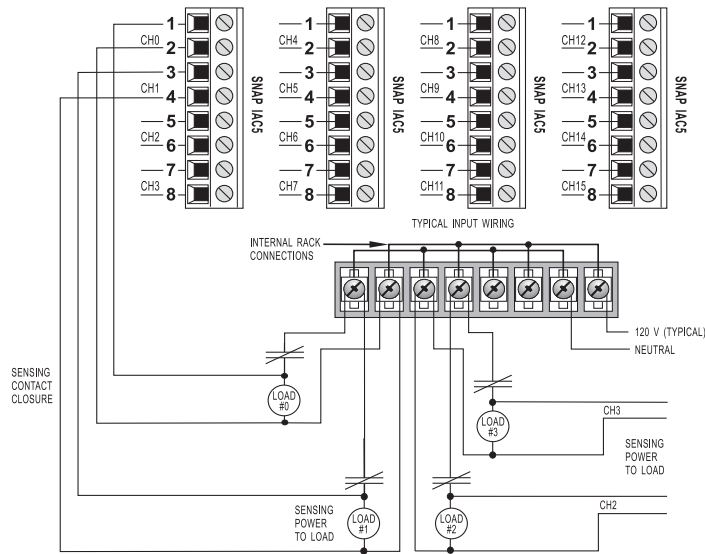 1
CH0
2
3
CH1
4
5
CH2
6
7
CH3
8
SNAP IAC5
1
CH4
2
3
CH5
4
5
CH6
6
7
CH7
8
SNAP IAC5
1
CH8
2
3
CH9
4
5
CH10
6
7
CH11
8
SNAP IAC5
1
CH12
2
3
CH13
4
5
CH14
6
7
CH15
8
SNAP IAC5
TYPICAL INPUT WIRING
INTERNAL RACK
CONNECTIONS
120 V (TYPICAL)
NEUTRAL
SENSING
CONTACT
CLOSURE
LOAD
#0
LOAD
#3
CH3
SENSING
POWER
TO LOAD
SENSING
POWER
TO LOAD
LOAD
#1
LOAD
#2
CH2